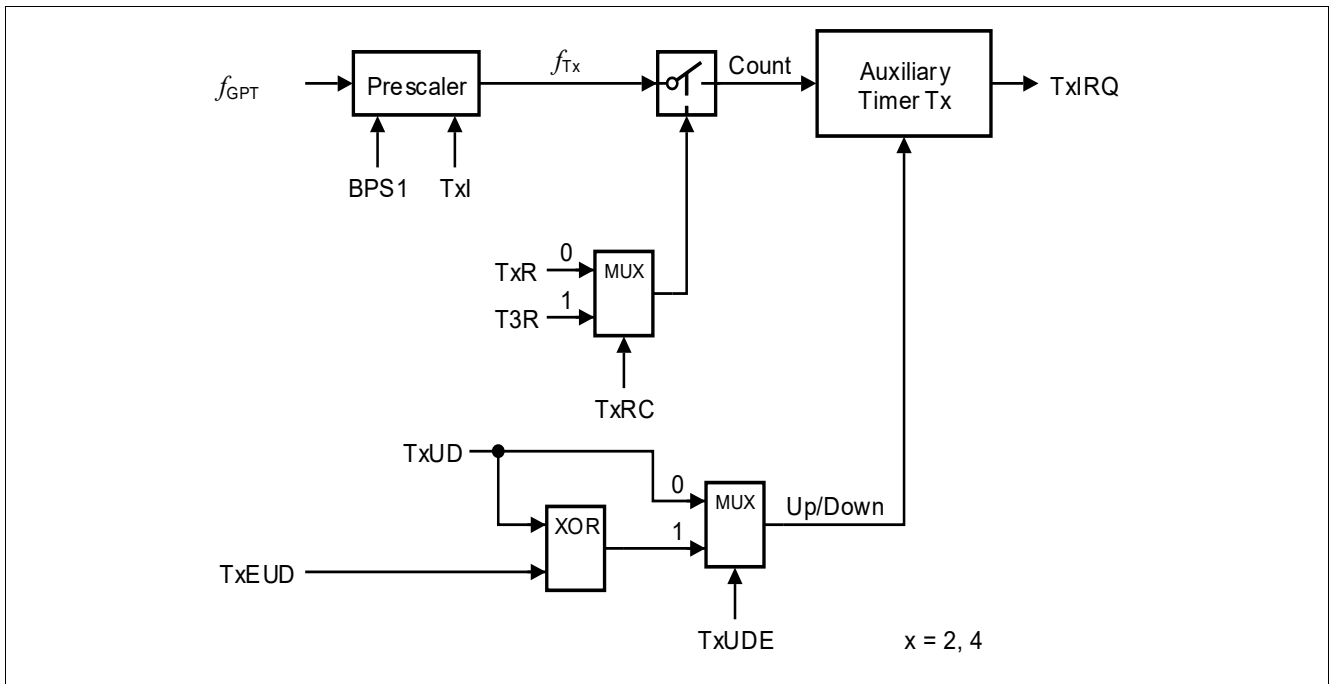 fGPT
Prescaler
fTx
Count
Auxiliary
Timer Tx
TxIRQ
BPS1
TxI
TxR
0
T3R
1
MUX
TxRC
TxUD
0
MUX
Up/Down
XOR
1
TxEUD
TxUDE
x = 2, 4